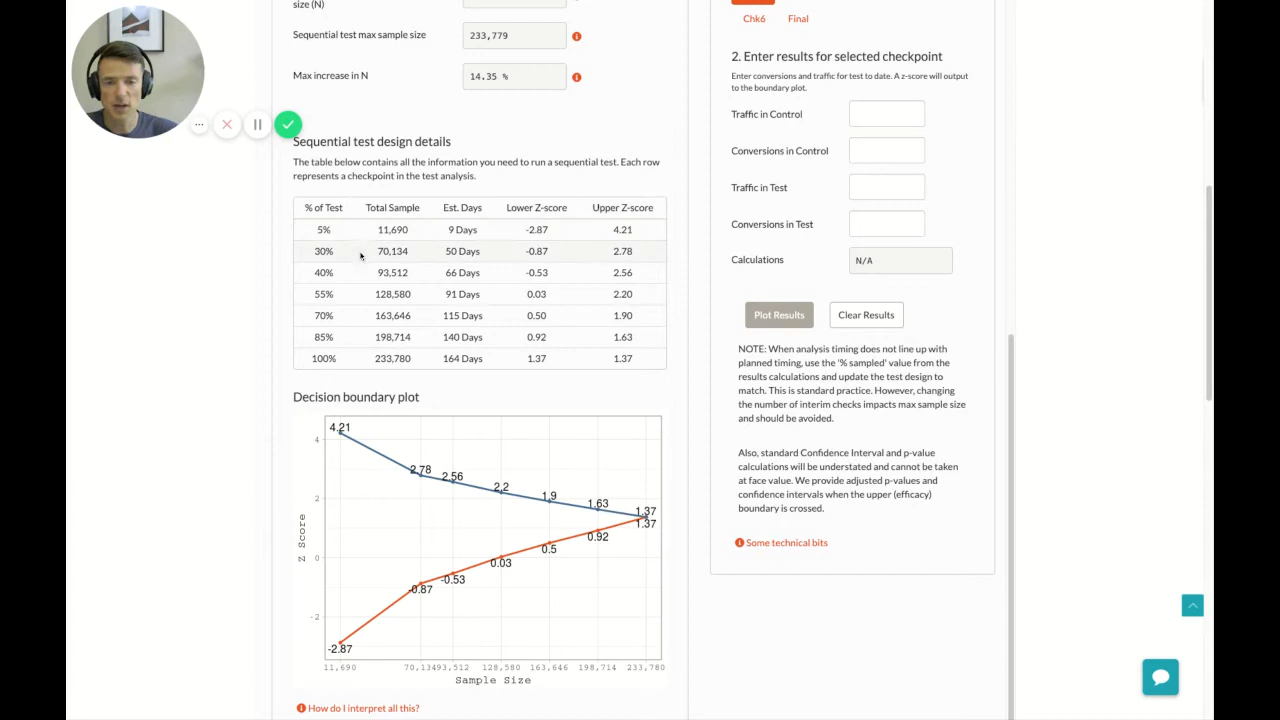 size (N)
Sequential test max sample size
233,779
Max increase in N
14.35 %
Sequential test design details
The table below contains all the information you need to run a sequential test. Each row
represents a checkpoint in the test analysis.
% of Test Total Sample Est. Days Lower Z-score Upper Z-score
5% 11,690 9 Days -2.87 4.21
30% 70,134 50 Days -0.87 2.78
40% 93,512 66 Days -0.53 2.56
55% 128,580 91 Days 0.03 2.20
70% 163,646 115 Days 0.50 1.90
85% 198,714 140 Days 0.92 1.63
100% 233,780 164 Days 1.37 1.37
Decision boundary plot
4.21
2.78
2.56
2,2
1.9
1.63
1.37
1.37
0.92
0.5
0.03
-0.53
-0.87
-2.87
4
2
0
-2
Z Score
11,690 70,134 93,512 128,580 163,646 198,714 233,780
Sample Size
How do I interpret all this?
Chk6 Final
2. Enter results for selected checkpoint
Enter conversions and traffic for test to date. A z-score will output
to the boundary plot.
Traffic in Control
Conversions in Control
Traffic in Test
Conversions in Test
Calculations
N/A
Plot Results Clear Results
NOTE: When analysis timing does not line up with
planned timing, use the '% sampled' value from the
results calculations and update the test design to
match. This is standard practice. However, changing
the number of interim checks impacts max sample size
and should be avoided.
Also, standard Confidence Interval and p-value
calculations will be understated and cannot be taken
at face value. We provide adjusted p-values and
confidence intervals when the upper (efficacy)
boundary is crossed.
Some technical bits